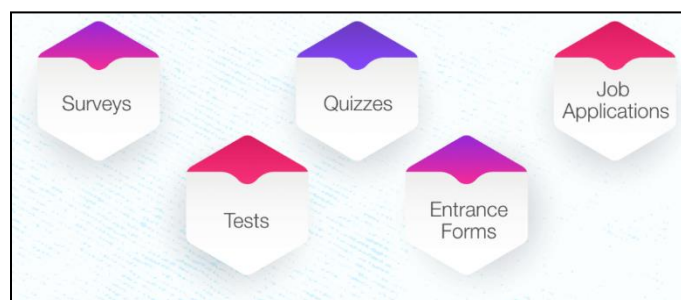 Surveys
Quizzes
Job
Applications
Tests
Entrance
Forms